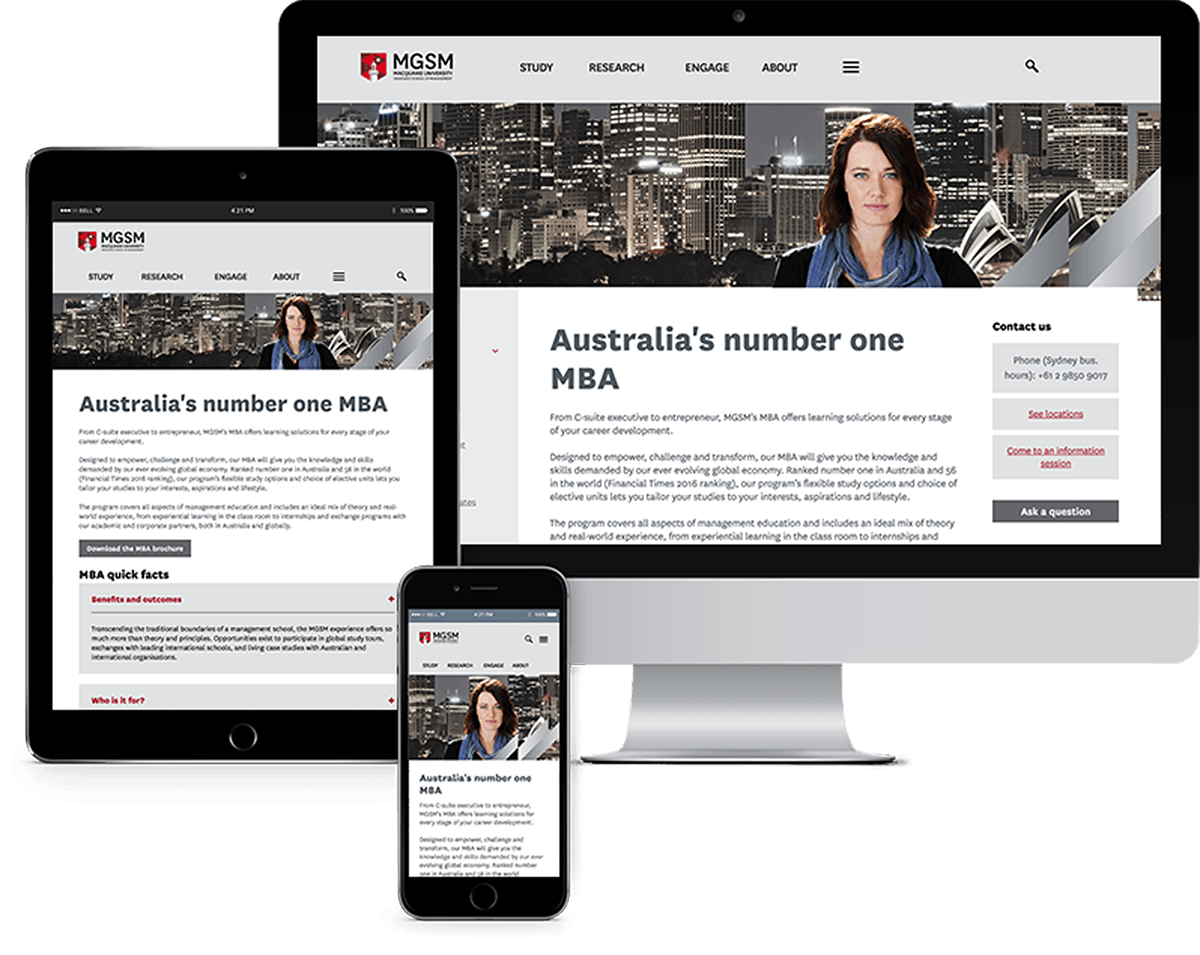 MGSM
MACQUARIE UNIVERSITY
GRADUATE SCHOOL OF MANAGEMENT
STUDY RESEARCH ENGAGE ABOUT
Australia's number one
MBA
From C-suite executive to entrepreneur, MGSM's MBA offers learning solutions for every stage
of your career development.
Designed to empower, challenge and transform, our MBA will give you the knowledge and
skills demanded by our ever evolving global economy. Ranked number one in Australia and 56
in the world (Financial Times 2016 ranking), our program's flexible study options and choice of
elective units lets you tailor your studies to your interests, aspirations and lifestyle.
The program covers all aspects of management education and includes an ideal mix of theory
and real-world experience, from experiential learning in the class room to internships and
Contact us
Phone (Sydney bus.
hours): +61 2 9850 9017
See locations
Come to an information
session
Ask a question
BELL 4:21 PM 100%
MGSM
MACQUARIE UNIVERSITY
STUDY RESEARCH ENGAGE ABOUT
Australia's number one MBA
From C-suite executive to entrepreneur, MGSM's MBA offers learning solutions for every stage of your
career development.
Designed to empower, challenge and transform, our MBA will give you the knowledge and skills
demanded by our ever evolving global economy. Ranked number one in Australia and 56 in the world
(Financial Times 2016 ranking), our program's flexible study options and choice of elective units lets you
tailor your studies to your interests, aspirations and lifestyle.
The program covers all aspects of management education and includes an ideal mix of theory and real-
world experience, from experiential learning in the class room to internships and exchange programs with
our academic and corporate partners, both in Australia and globally.
Download the MBA brochure
MBA quick facts
Benefits and outcomes +
Transcending the traditional boundaries of a management school, the MGSM experience offers so
much more than theory and principles. Opportunities exist to participate in global study tours,
exchanges with leading international schools, and living case studies with Australian and
international organisations.
Who is it for? +
BELL 4:21 PM 100%
MGSM
STUDY RESEARCH ENGAGE ABOUT
Australia's number one
MBA
From C-suite executive to entrepreneur,
MGSM's MBA offers learning solutions for
every stage of your career development.
Designed to empower, challenge and
transform, our MBA will give you the
knowledge and skills demanded by our ever
evolving global economy. Ranked number
one in Australia and 56 in the world